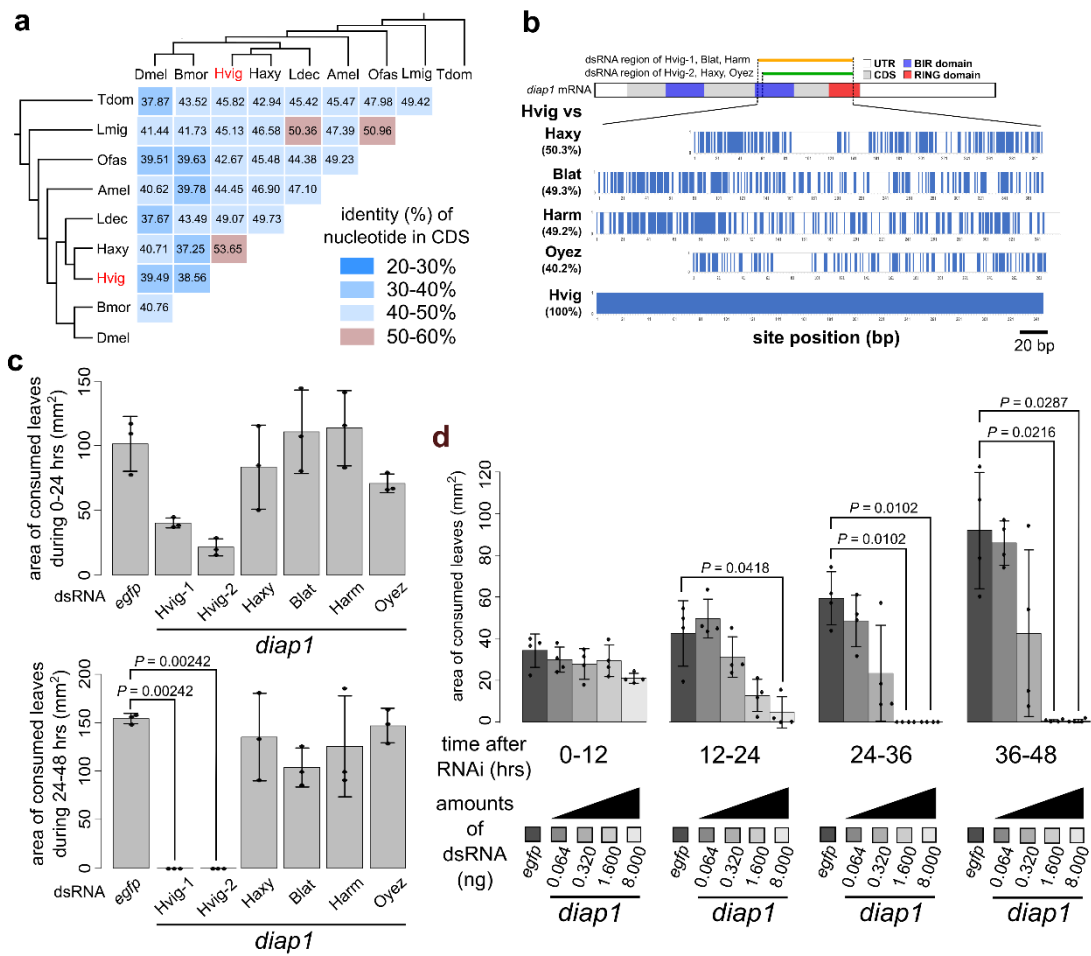 a
Dmel Bmor Hvig Haxy Ldec Amel Ofas Lmig Tdom
Tdom 37.87 43.52 45.82 42.94 45.42 45.47 47.98 49.42
Lmig 41.44 41.73 45.13 46.58 50.36 47.39 50.96
Ofas 39.51 39.63 42.67 45.48 44.38 49.23
Amel 40.62 39.78 44.45 46.90 47.10
Ldec 37.67 43.49 49.07 49.73
Haxy 40.71 37.25 53.65
Hvig 39.49 38.56
Bmor 40.76
Dmel
identity (%) of
nucleotide in CDS
20-30%
30-40%
40-50%
50-60%
b
dsRNA region of Hvig-1, Blat, Harm
dsRNA region of Hvig-2, Haxy, Oyez
UTR BIR domain
CDS RING domain
diap1 mRNA
Hvig vs
Haxy
(50.3%)
Blat
(49.3%)
Harm
(49.2%)
Oyez
(40.2%)
Hvig
(100%)
site position (bp)
20 bp
c
area of consumed leaves
during 0-24 hrs (mm²)
150
100
50
0
dsRNA egfp Hvig-1 Hvig-2 Haxy Blat Harm Oyez
diap1
area of consumed leaves
during 24-48 hrs (mm²)
200
150
100
50
0
P = 0.00242
P = 0.00242
dsRNA egfp Hvig-1 Hvig-2 Haxy Blat Harm Oyez
diap1
d
area of consumed leaves (mm²)
120
100
80
60
40
20
0
P = 0.0418
P = 0.0102
P = 0.0102
P = 0.0287
P = 0.0216
time after
RNAi (hrs)
0-12 12-24 24-36 36-48
amounts
of
dsRNA
(ng)
egfp 0.064 0.320 1.600 8.000 egfp 0.064 0.320 1.600 8.000 egfp 0.064 0.320 1.600 8.000 egfp 0.064 0.320 1.600 8.000
diap1 diap1 diap1 diap1